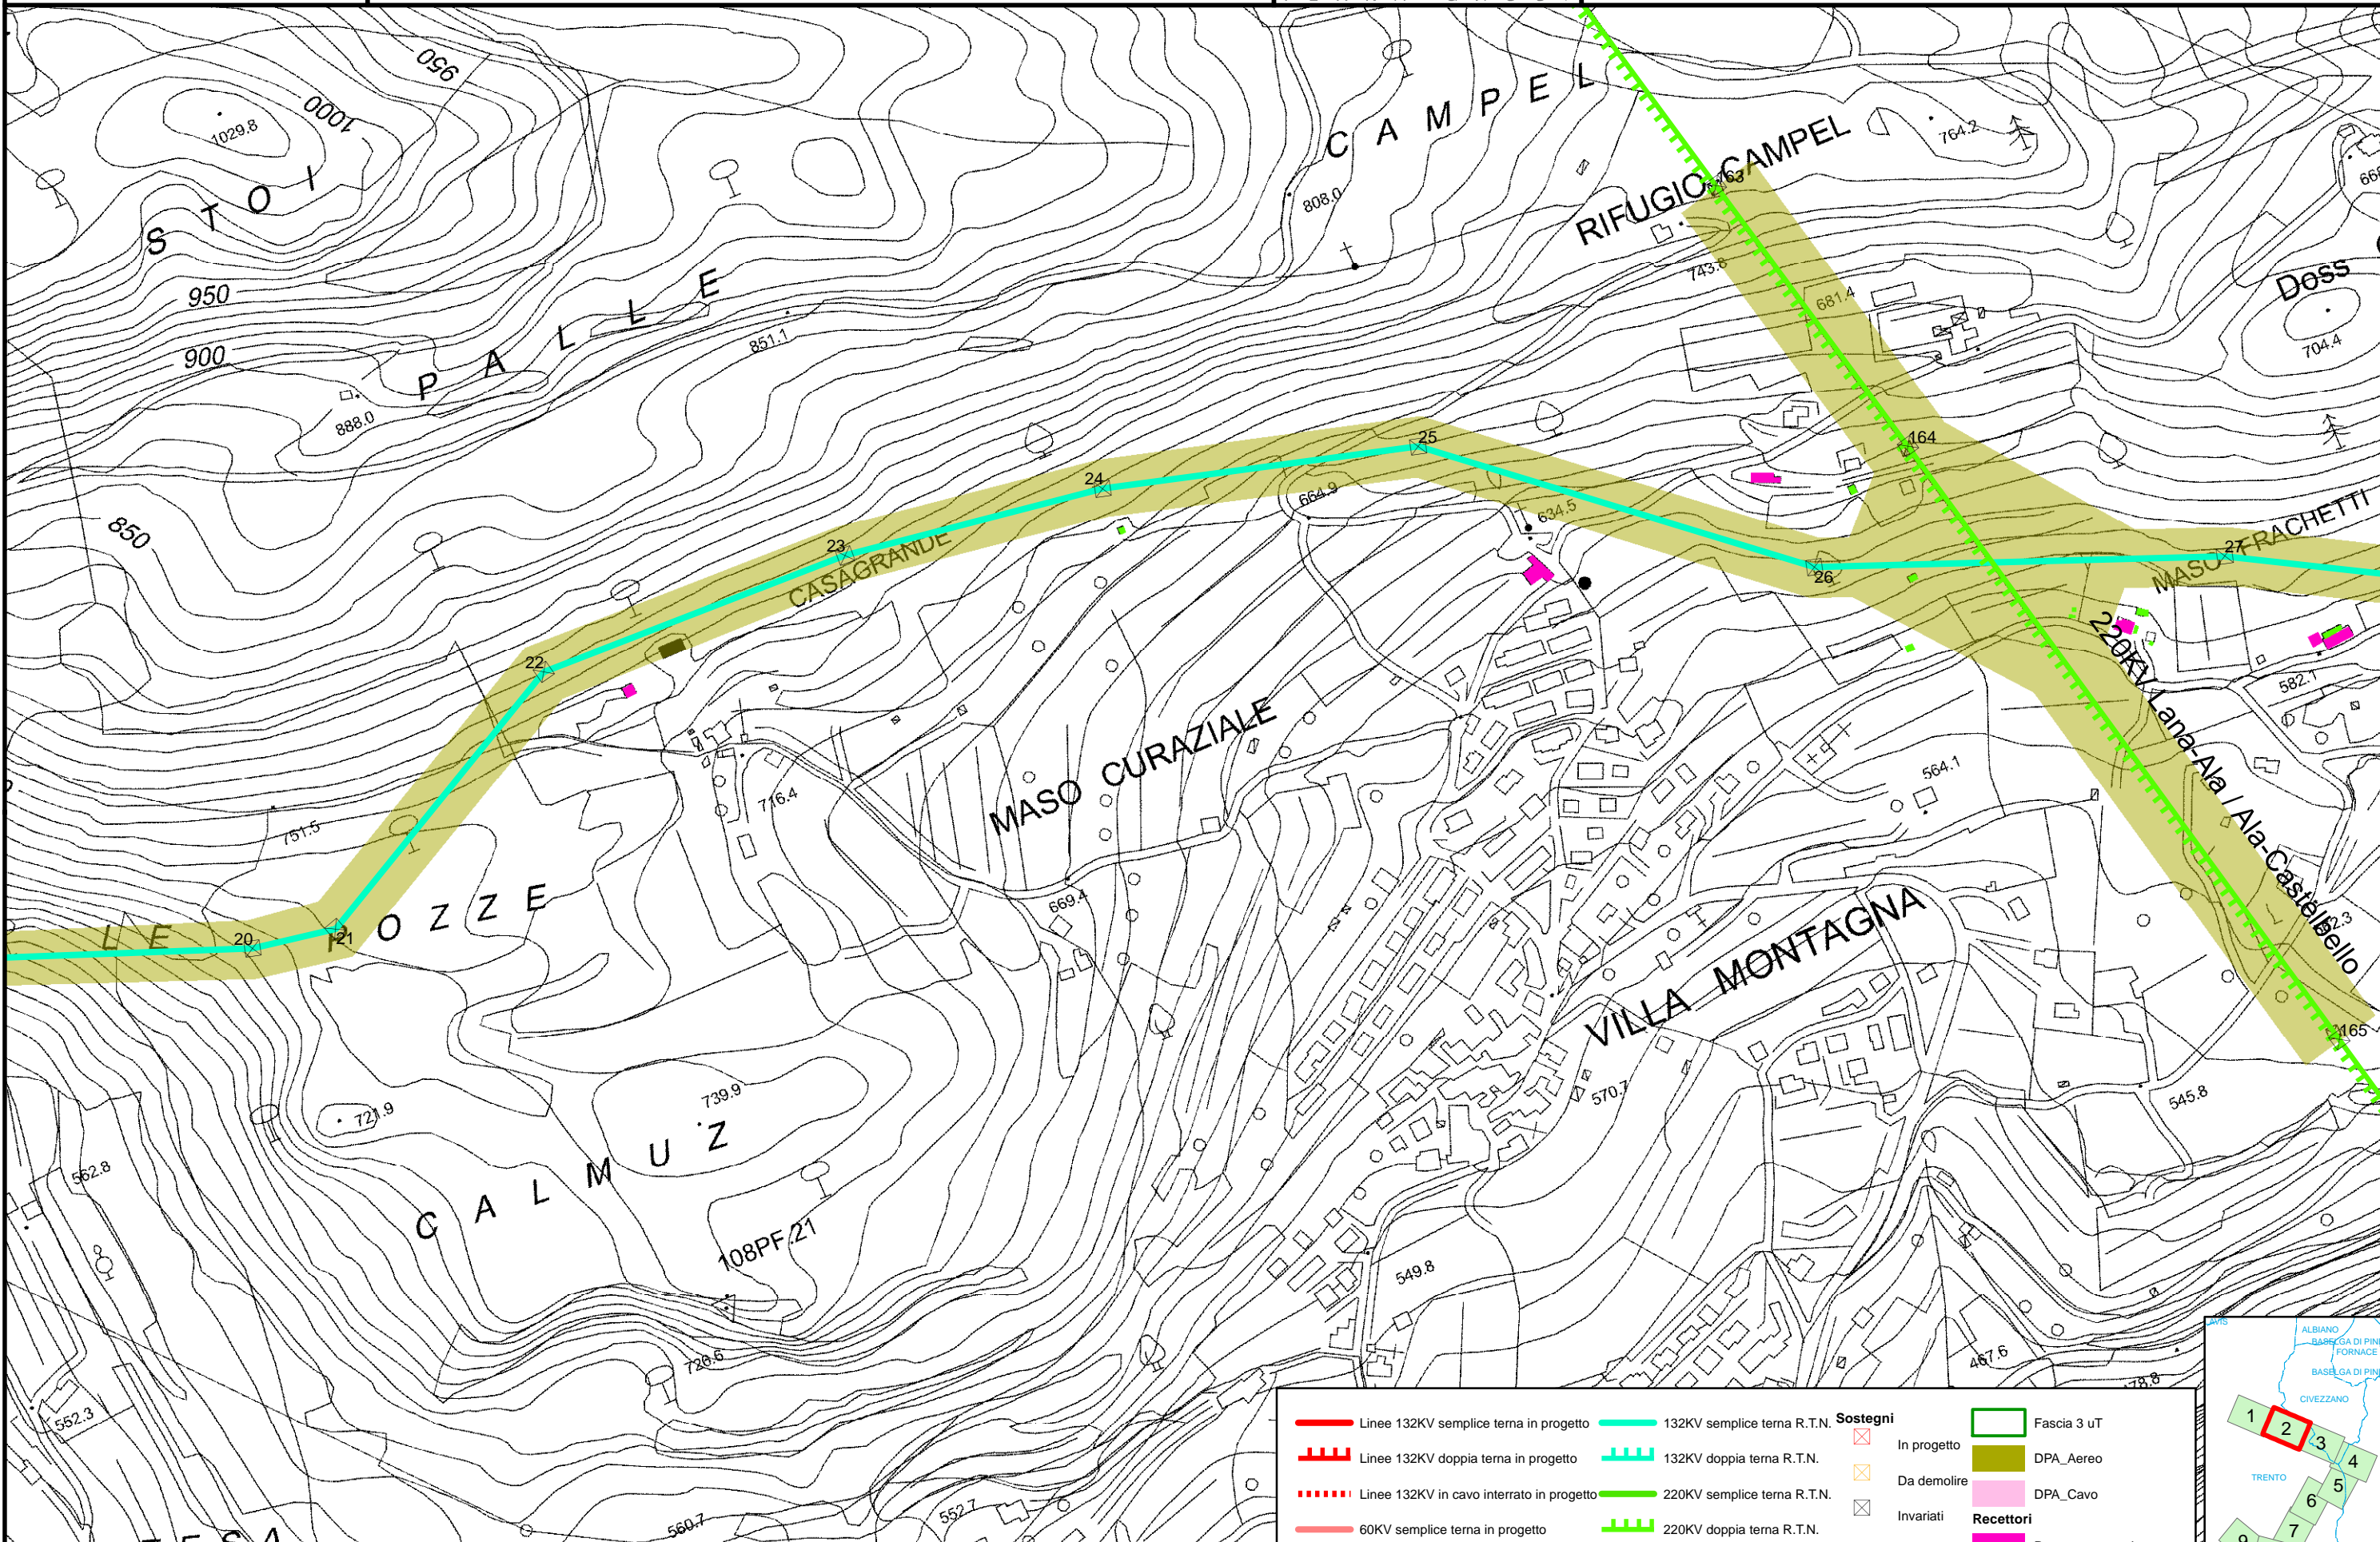 950
1000
1029.8
STOI
950
900
PALLE
851.1
888.0
850
CAMPEL
808.0
RIFUGIO CAMPEL
764.2
743.8
681.4
704.4
Doss
163
164
165
20
21
22
23
24
25
26
27
CASAGRANDE
664.9
634.5
MASO FRACHETTI
220KV Lana-Ala / Ala-Castelbello
582.1
564.1
MASO CURAZIALE
716.4
751.5
LE POZZE
669.4
VILLA MONTAGNA
570.7
545.8
721.9
739.9
CALMUZ
108PF.21
562.8
549.8
726.6
467.6
552.3
560.7
552.7
Linee 132KV semplice terna in progetto
Linee 132KV doppia terna in progetto
Linee 132KV in cavo interrato in progetto
60KV semplice terna in progetto
132KV semplice terna R.T.N.
132KV doppia terna R.T.N.
220KV semplice terna R.T.N.
220KV doppia terna R.T.N.
Sostegni
In progetto
Da demolire
Invariati
Fascia 3 uT
DPA_Aereo
DPA_Cavo
Recettori
ALBIANO
FORNACE
CIVEZZANO
TRENTO
1
2
3
4
5
6
7